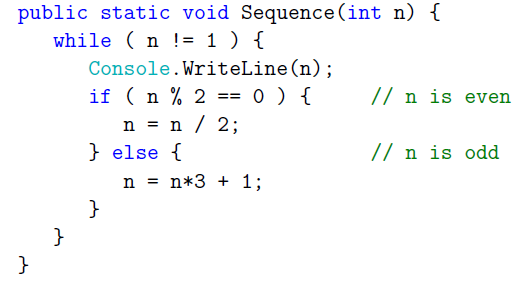 public static void Sequence(int n) {
   while ( n != 1 ) {
      Console.WriteLine(n);
      if ( n % 2 == 0 ) {     // n is even
         n = n / 2;
      } else {                // n is odd
         n = n*3 + 1;
      }
   }
}